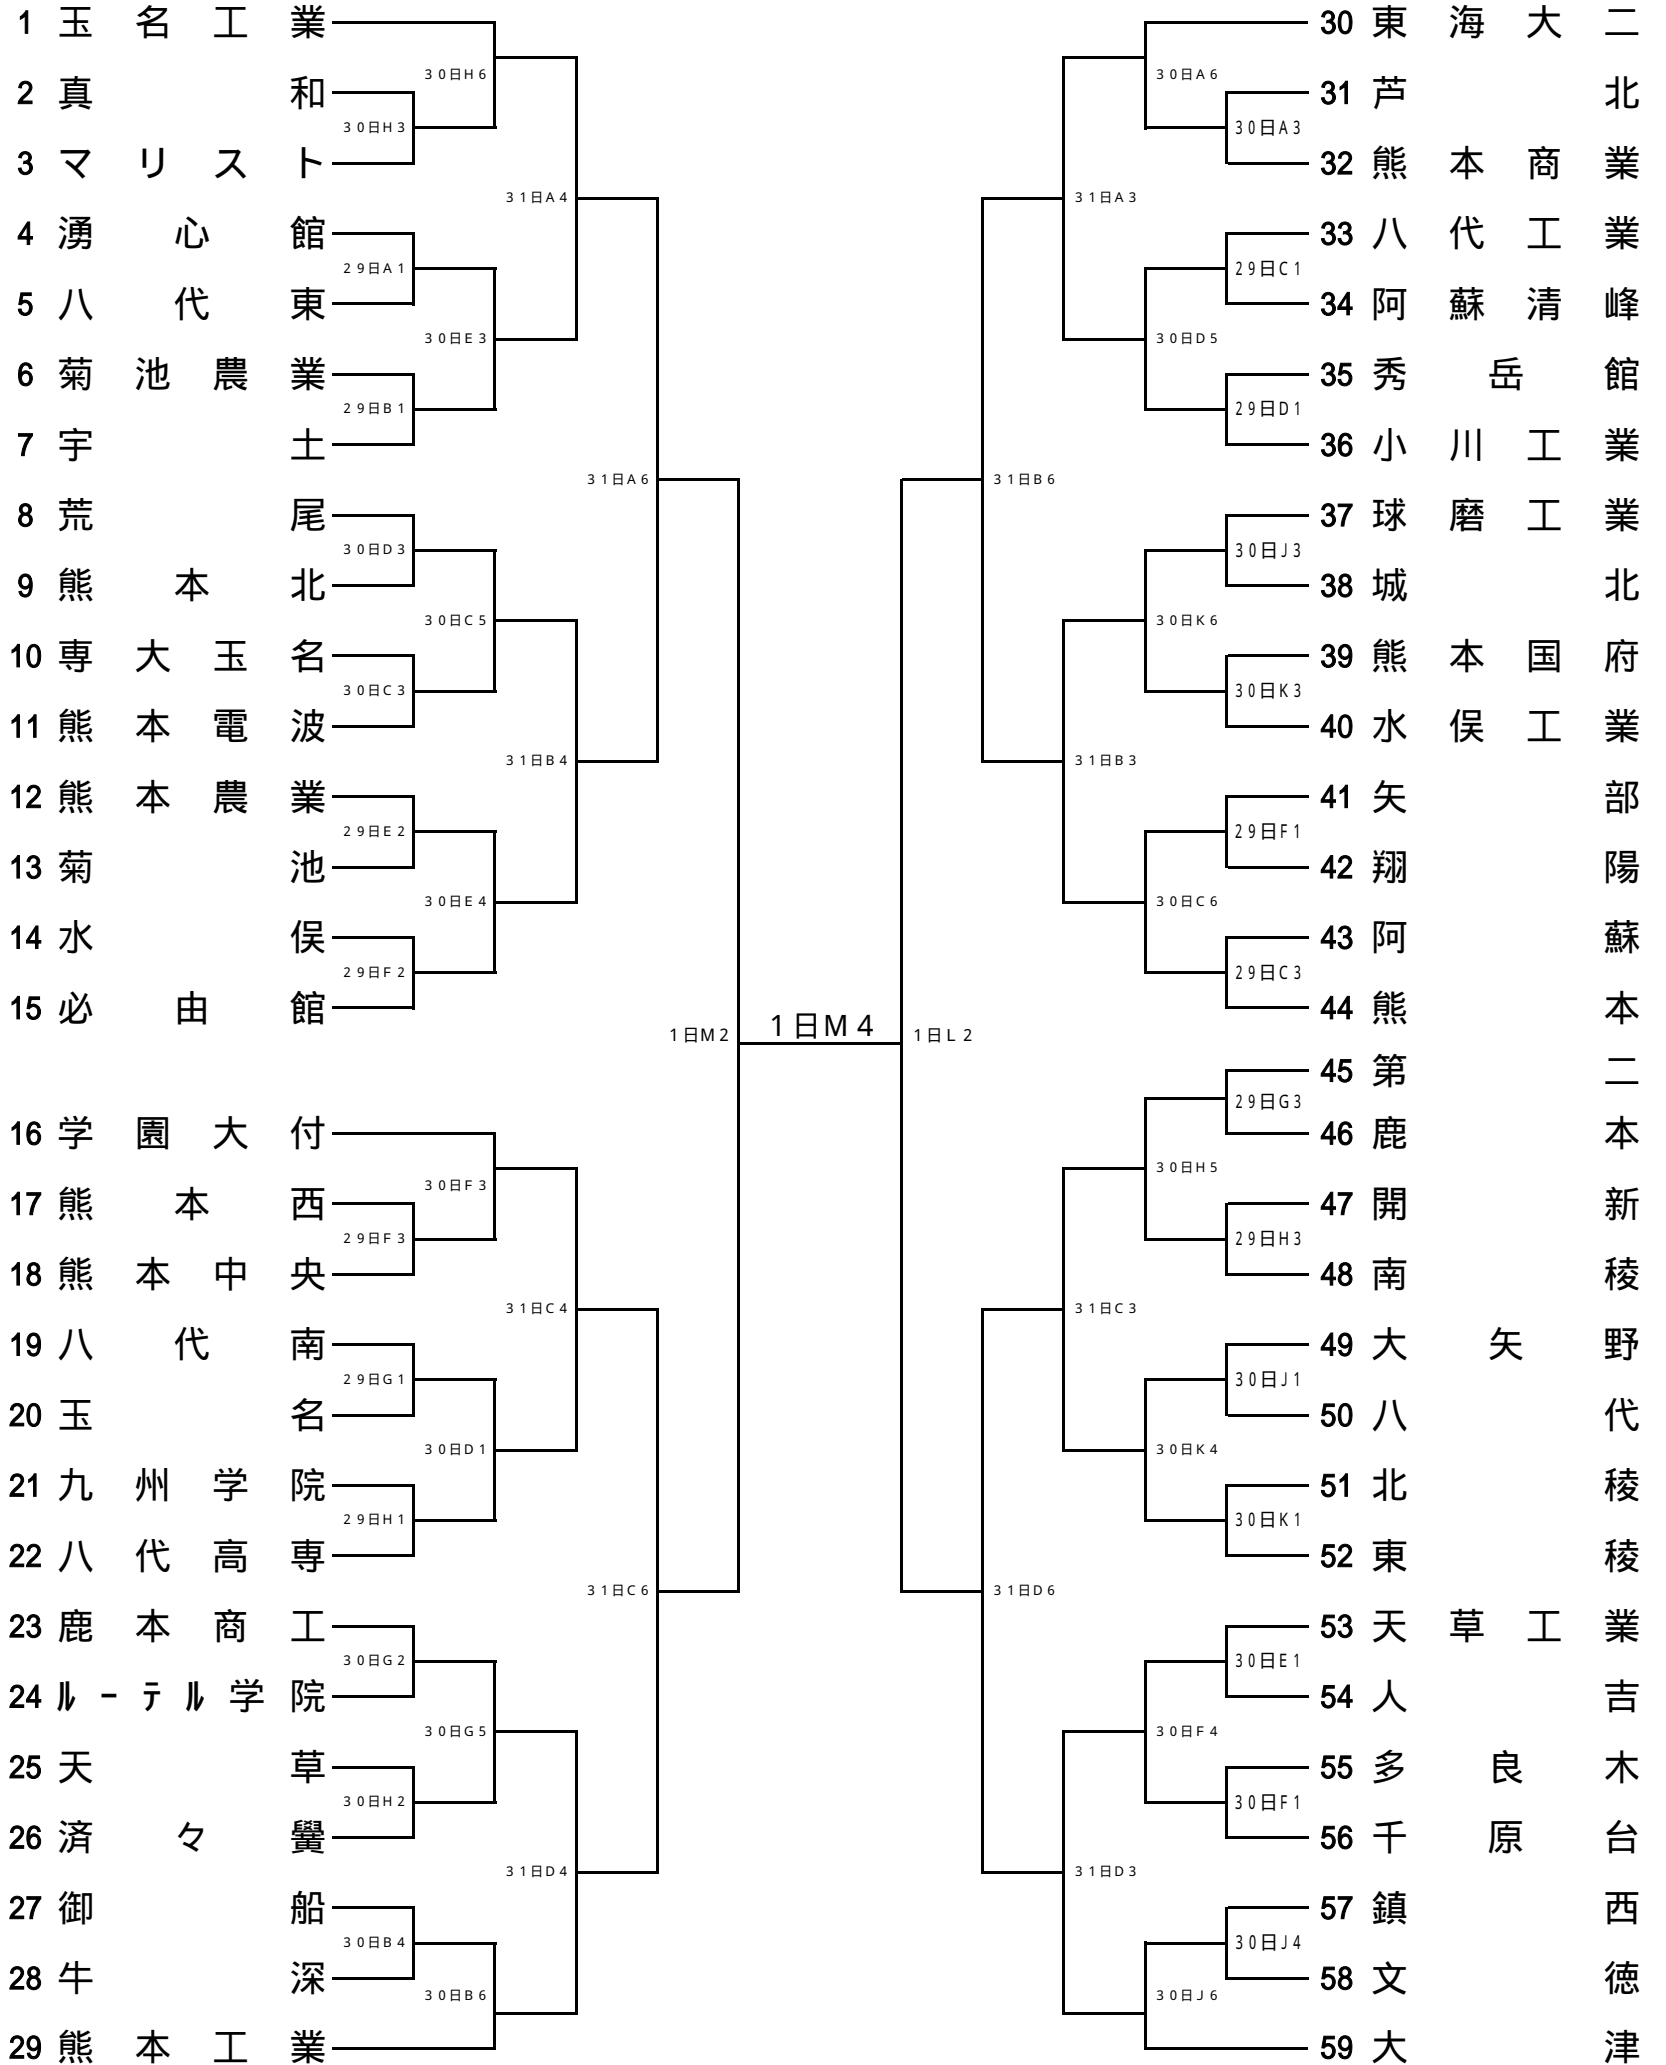 1 玉名工業
30日H6
2 真和
30日H3
3 マリスト
31日A4
4 湧心館
29日A1
5 八代東
30日E3
6 菊池農業
29日B1
7 宇土
31日A6
8 荒尾
30日D3
9 熊本北
30日C5
10 専大玉名
30日C3
11 熊本電波
31日B4
12 熊本農業
29日E2
13 菊池
30日E4
14 水俣
29日F2
15 必由館
1日M2
16 学園大付
30日F3
17 熊本西
29日F3
18 熊本中央
31日C4
19 八代南
29日G1
20 玉名
30日D1
21 九州学院
29日H1
22 八代高専
31日C6
23 鹿本商工
30日G2
24 ﾙｰﾃﾙ学院
30日G5
25 天草
30日H2
26 済々黌
31日D4
27 御船
30日B4
28 牛深
30日B6
29 熊本工業
1日M4
30 東海大二
30日A6
31 芦北
30日A3
32 熊本商業
31日A3
33 八代工業
29日C1
34 阿蘇清峰
30日D5
35 秀岳館
29日D1
36 小川工業
31日B6
37 球磨工業
30日J3
38 城北
30日K6
39 熊本国府
30日K3
40 水俣工業
31日B3
41 矢部
29日F1
42 翔陽
30日C6
43 阿蘇
29日C3
44 熊本
1日L2
45 第二
29日G3
46 鹿本
30日H5
47 開新
29日H3
48 南稜
31日C3
49 大矢野
30日J1
50 八代
30日K4
51 北稜
30日K1
52 東稜
31日D6
53 天草工業
30日E1
54 人吉
30日F4
55 多良木
30日F1
56 千原台
31日D3
57 鎮西
30日J4
58 文徳
30日J6
59 大津